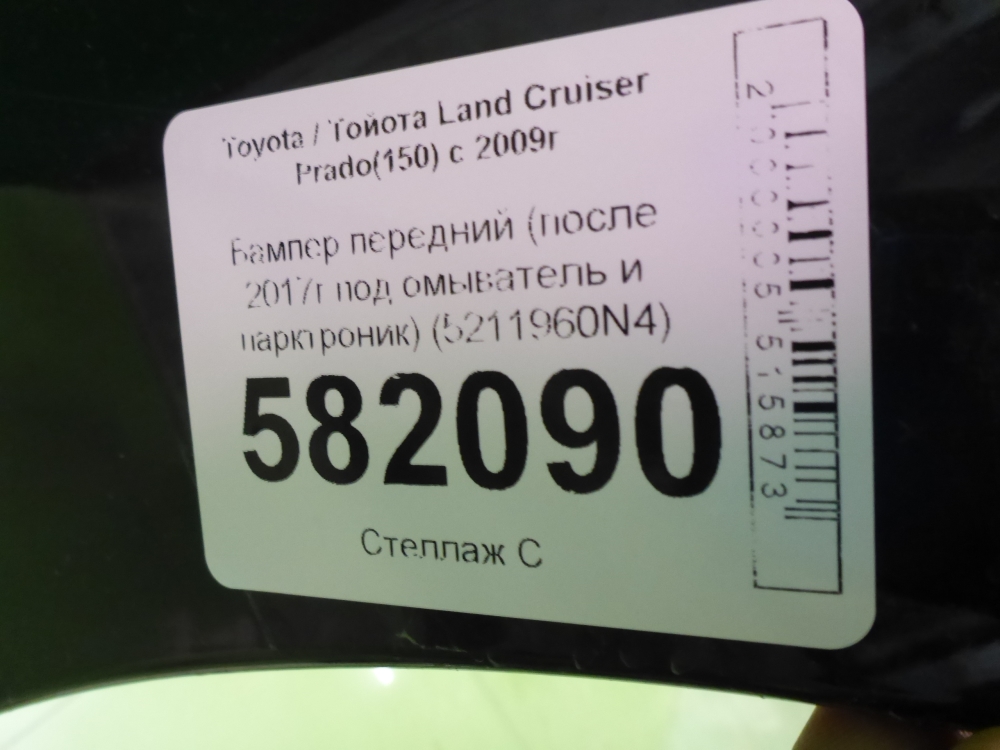 Toyota / Тойота Land Cruiser
Prado(150) с 2009г
Бампер передний (после
2017г под омыватель и
парктроник) (5211960N4)
582090
Стеллаж С
2000005515873